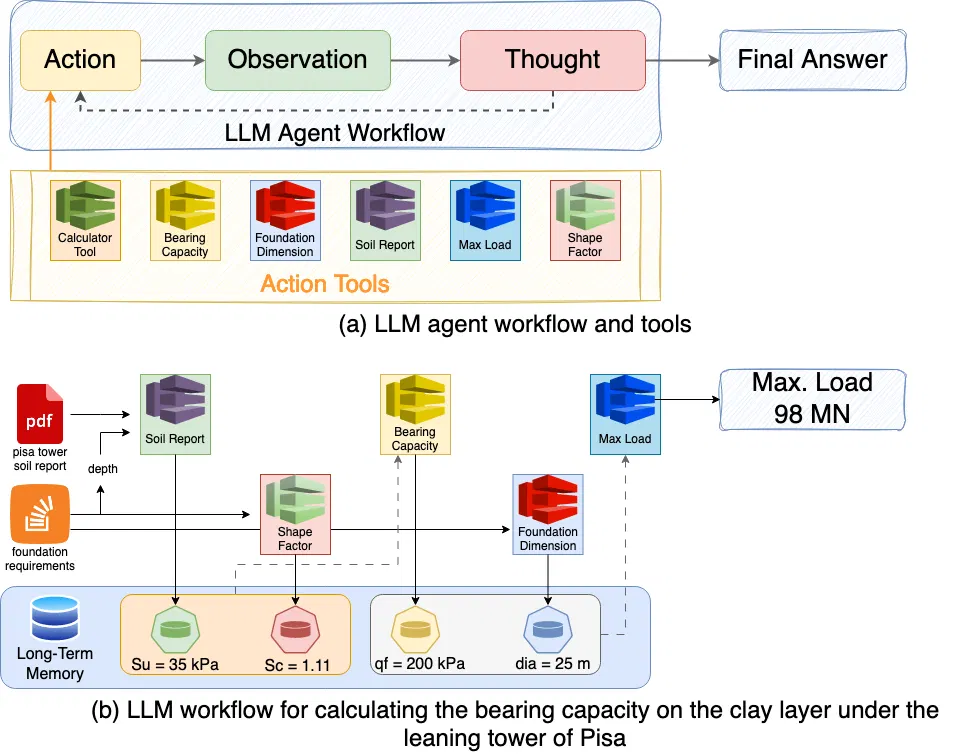 Action
Observation
Thought
Final Answer
LLM Agent Workflow
Calculator
Tool
Bearing
Capacity
Foundation
Dimension
Soil Report
Max Load
Shape
Factor
Action Tools
(a) LLM agent workflow and tools
pdf
pisa tower
soil report
depth
foundation
requirements
Soil Report
Shape
Factor
Bearing
Capacity
Foundation
Dimension
Max Load
Max. Load
98 MN
Long-Term
Memory
Su = 35 kPa
Sc = 1.11
qf = 200 kPa
dia = 25 m
(b) LLM workflow for calculating the bearing capacity on the clay layer under the
leaning tower of Pisa